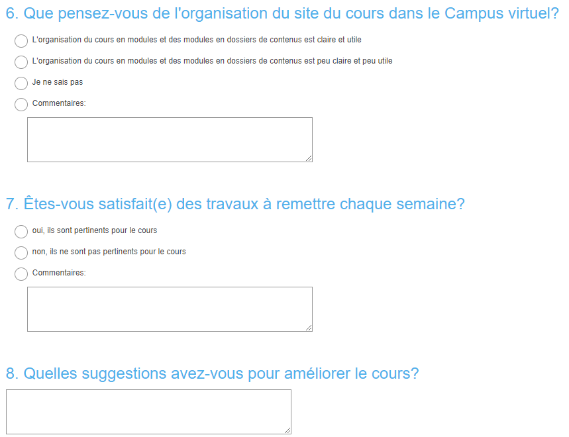 6. Que pensez-vous de l'organisation du site du cours dans le Campus virtuel?
L'organisation du cours en modules et des modules en dossiers de contenus est claire et utile
L'organisation du cours en modules et des modules en dossiers de contenus est peu claire et peu utile
Je ne sais pas
Commentaires:
7. Êtes-vous satisfait(e) des travaux à remettre chaque semaine?
oui, ils sont pertinents pour le cours
non, ils ne sont pas pertinents pour le cours
Commentaires:
8. Quelles suggestions avez-vous pour améliorer le cours?